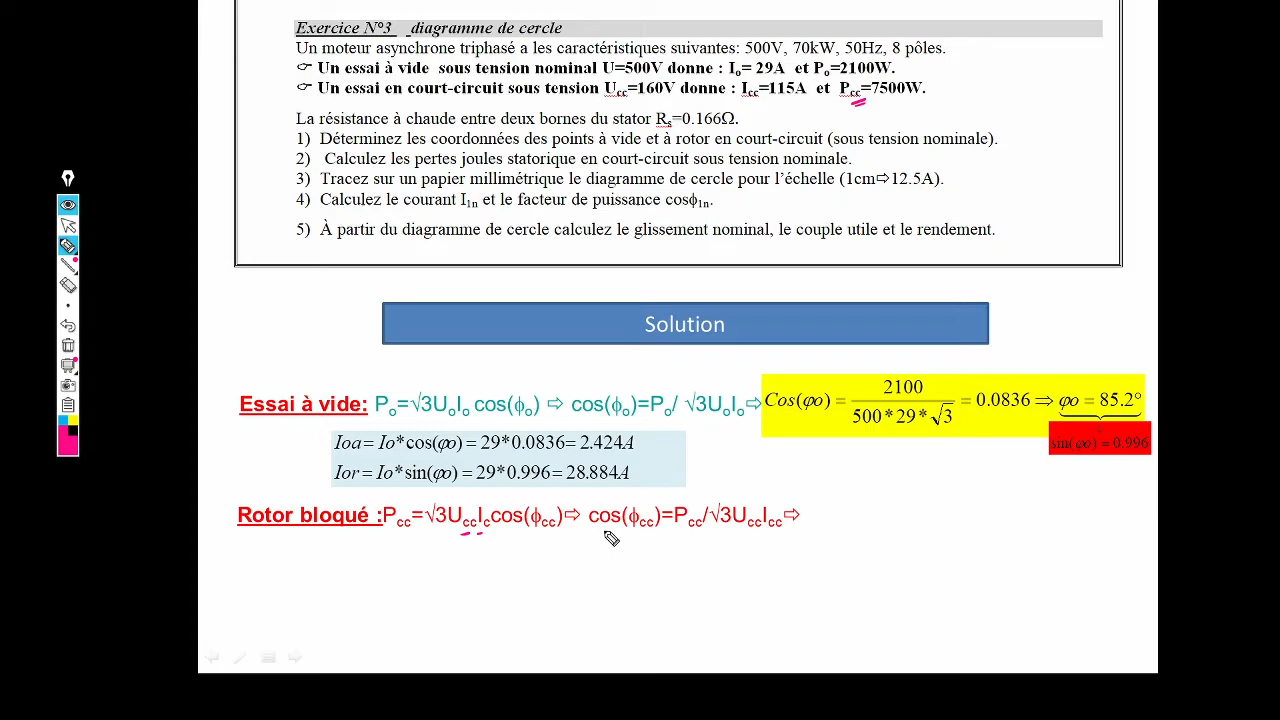 Exercice N°3 diagramme de cercle
Un moteur asynchrone triphasé a les caractéristiques suivantes: 500V, 70kW, 50Hz, 8 pôles.
☞ Un essai à vide sous tension nominal U=500V donne : Io= 29A et Po=2100W.
☞ Un essai en court-circuit sous tension Ucc=160V donne : Icc=115A et Pcc=7500W.
La résistance à chaude entre deux bornes du stator Rs=0.166Ω.
1) Déterminez les coordonnées des points à vide et à rotor en court-circuit (sous tension nominale).
2) Calculez les pertes joules statorique en court-circuit sous tension nominale.
3) Tracez sur un papier millimétrique le diagramme de cercle pour l'échelle (1cm⇨12.5A).
4) Calculez le courant I1n et le facteur de puissance cosϕ1n.
5) À partir du diagramme de cercle calculez le glissement nominal, le couple utile et le rendement.
Solution
Essai à vide: Po=√3UoIo cos(ϕo) ⇨ cos(ϕo)=Po/ √3UoIo⇨ Cos(φo) = 2100 / 500*29*√3 = 0.0836 ⇒ φo = 85.2°
sin(φo) = 0.996
Ioa = Io*cos(φo) = 29*0.0836 = 2.424A
Ior = Io*sin(φo) = 29*0.996 = 28.884A
Rotor bloqué :Pcc=√3UccIccos(ϕcc)⇨ cos(ϕcc)=Pcc/√3UccIcc⇨